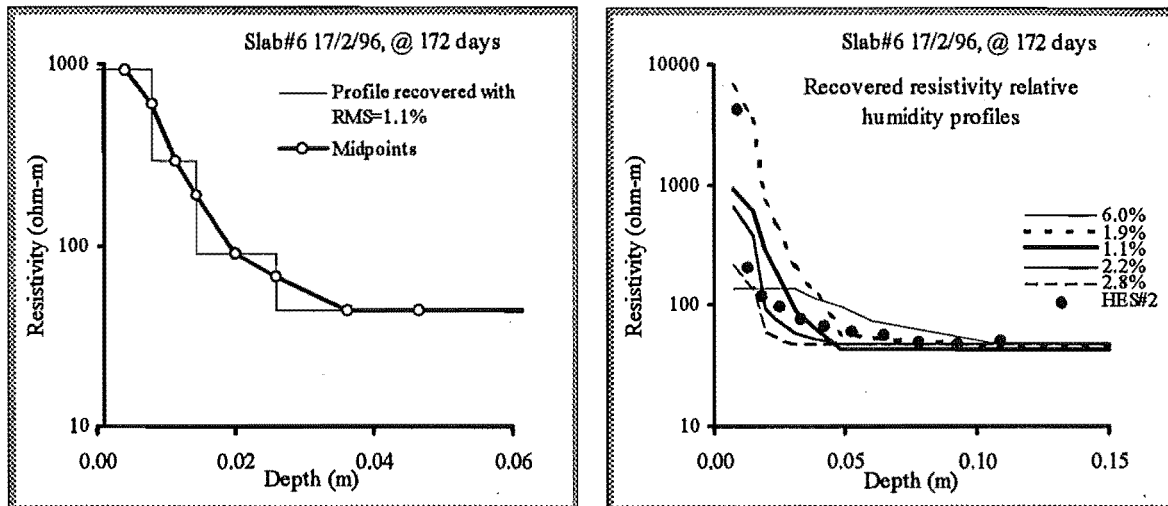 Slab#6 17/2/96, @ 172 days
1000
Profile recovered with
RMS=1.1%
Midpoints
Resistivity (ohm-m)
100
10
0.00
0.02
0.04
0.06
Depth (m)
Slab#6 17/2/96, @ 172 days
10000
Recovered resistivity relative
humidity profiles
1000
Resistivity (ohm-m)
6.0%
1.9%
1.1%
2.2%
2.8%
HES#2
100
10
0.00
0.05
0.10
0.15
Depth (m)